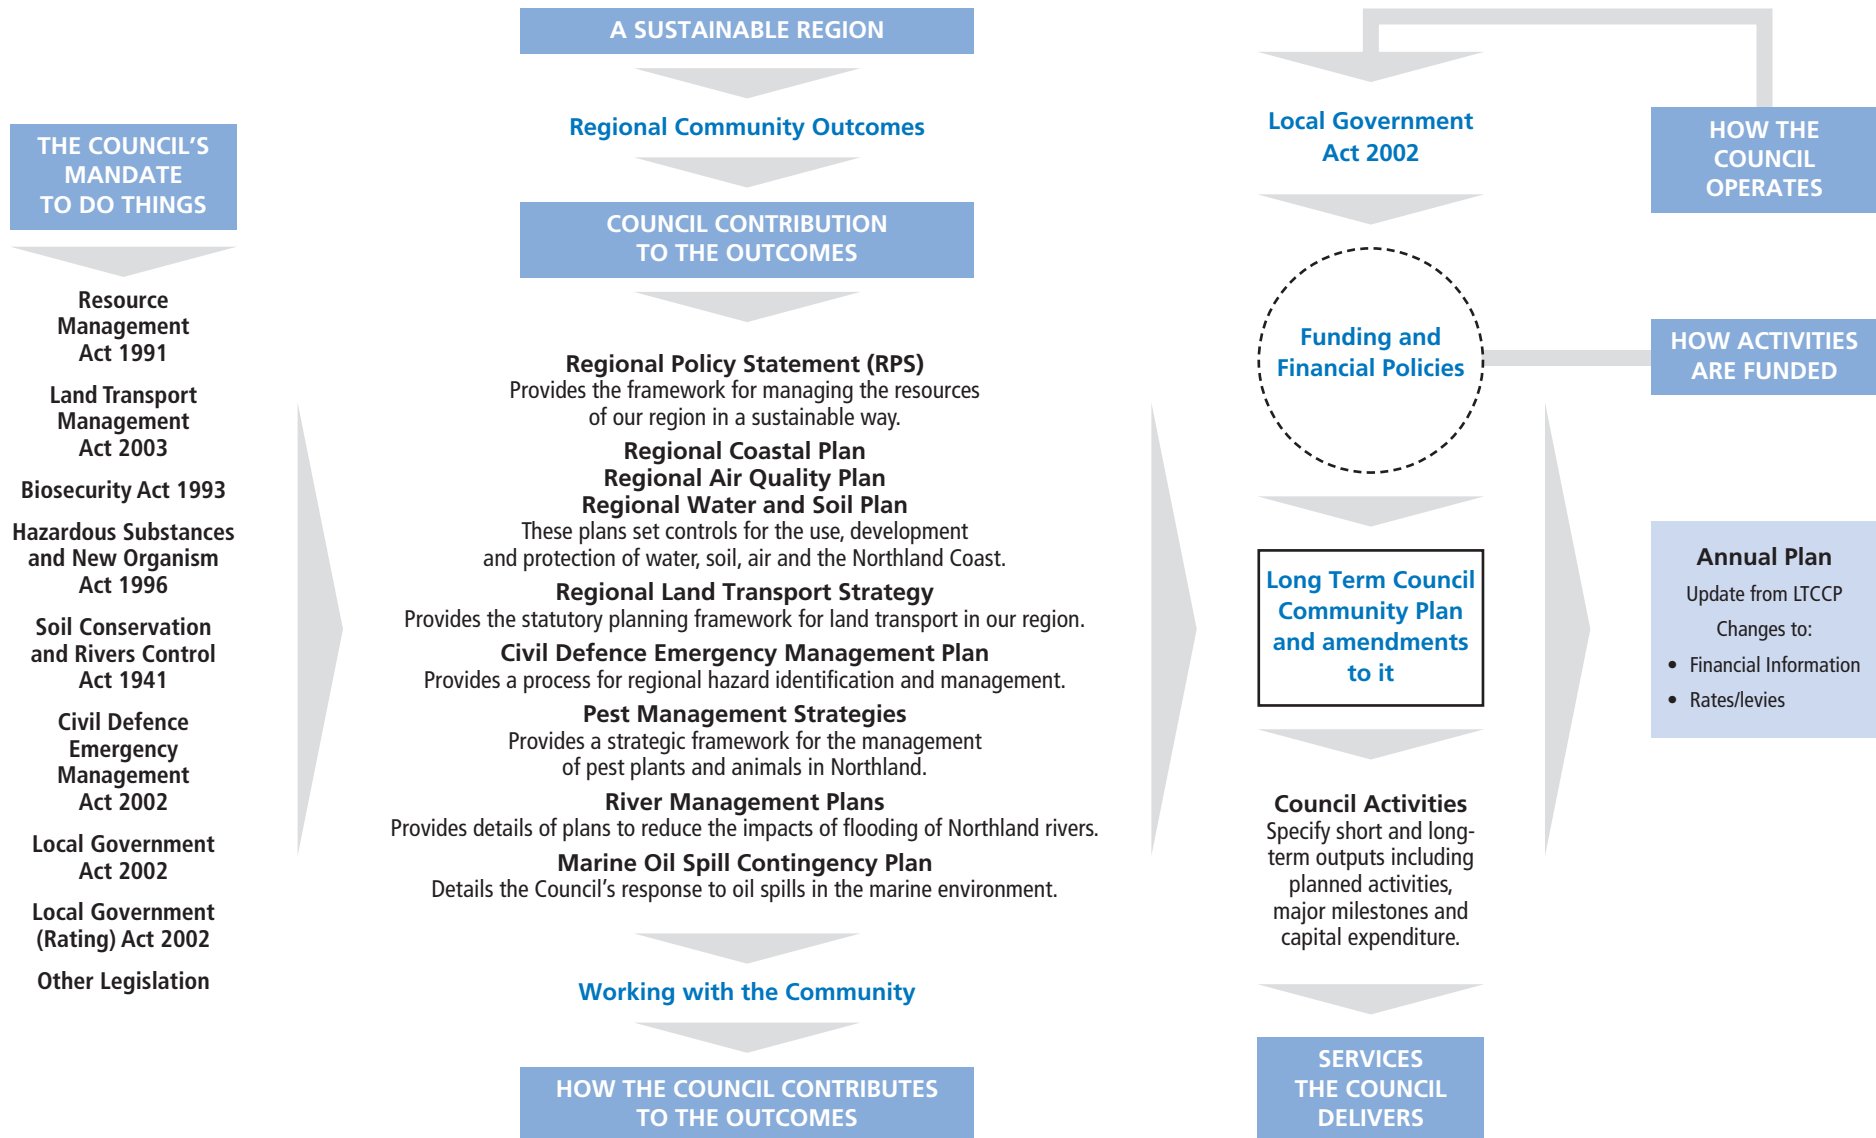 THE COUNCIL'S
MANDATE
TO DO THINGS
Resource
Management
Act 1991
Land Transport
Management
Act 2003
Biosecurity Act 1993
Hazardous Substances
and New Organism
Act 1996
Soil Conservation
and Rivers Control
Act 1941
Civil Defence
Emergency
Management
Act 2002
Local Government
Act 2002
Local Government
(Rating) Act 2002
Other Legislation
A SUSTAINABLE REGION
Regional Community Outcomes
COUNCIL CONTRIBUTION
TO THE OUTCOMES
Regional Policy Statement (RPS)
Provides the framework for managing the resources
of our region in a sustainable way.
Regional Coastal Plan
Regional Air Quality Plan
Regional Water and Soil Plan
These plans set controls for the use, development
and protection of water, soil, air and the Northland Coast.
Regional Land Transport Strategy
Provides the statutory planning framework for land transport in our region.
Civil Defence Emergency Management Plan
Provides a process for regional hazard identification and management.
Pest Management Strategies
Provides a strategic framework for the management
of pest plants and animals in Northland.
River Management Plans
Provides details of plans to reduce the impacts of flooding of Northland rivers.
Marine Oil Spill Contingency Plan
Details the Council's response to oil spills in the marine environment.
Working with the Community
HOW THE COUNCIL CONTRIBUTES
TO THE OUTCOMES
Local Government
Act 2002
Funding and
Financial Policies
Long Term Council
Community Plan
and amendments
to it
Council Activities
Specify short and long-
term outputs including
planned activities,
major milestones and
capital expenditure.
SERVICES
THE COUNCIL
DELIVERS
HOW THE
COUNCIL
OPERATES
HOW ACTIVITIES
ARE FUNDED
Annual Plan
Update from LTCCP
Changes to:
• Financial Information
• Rates/levies